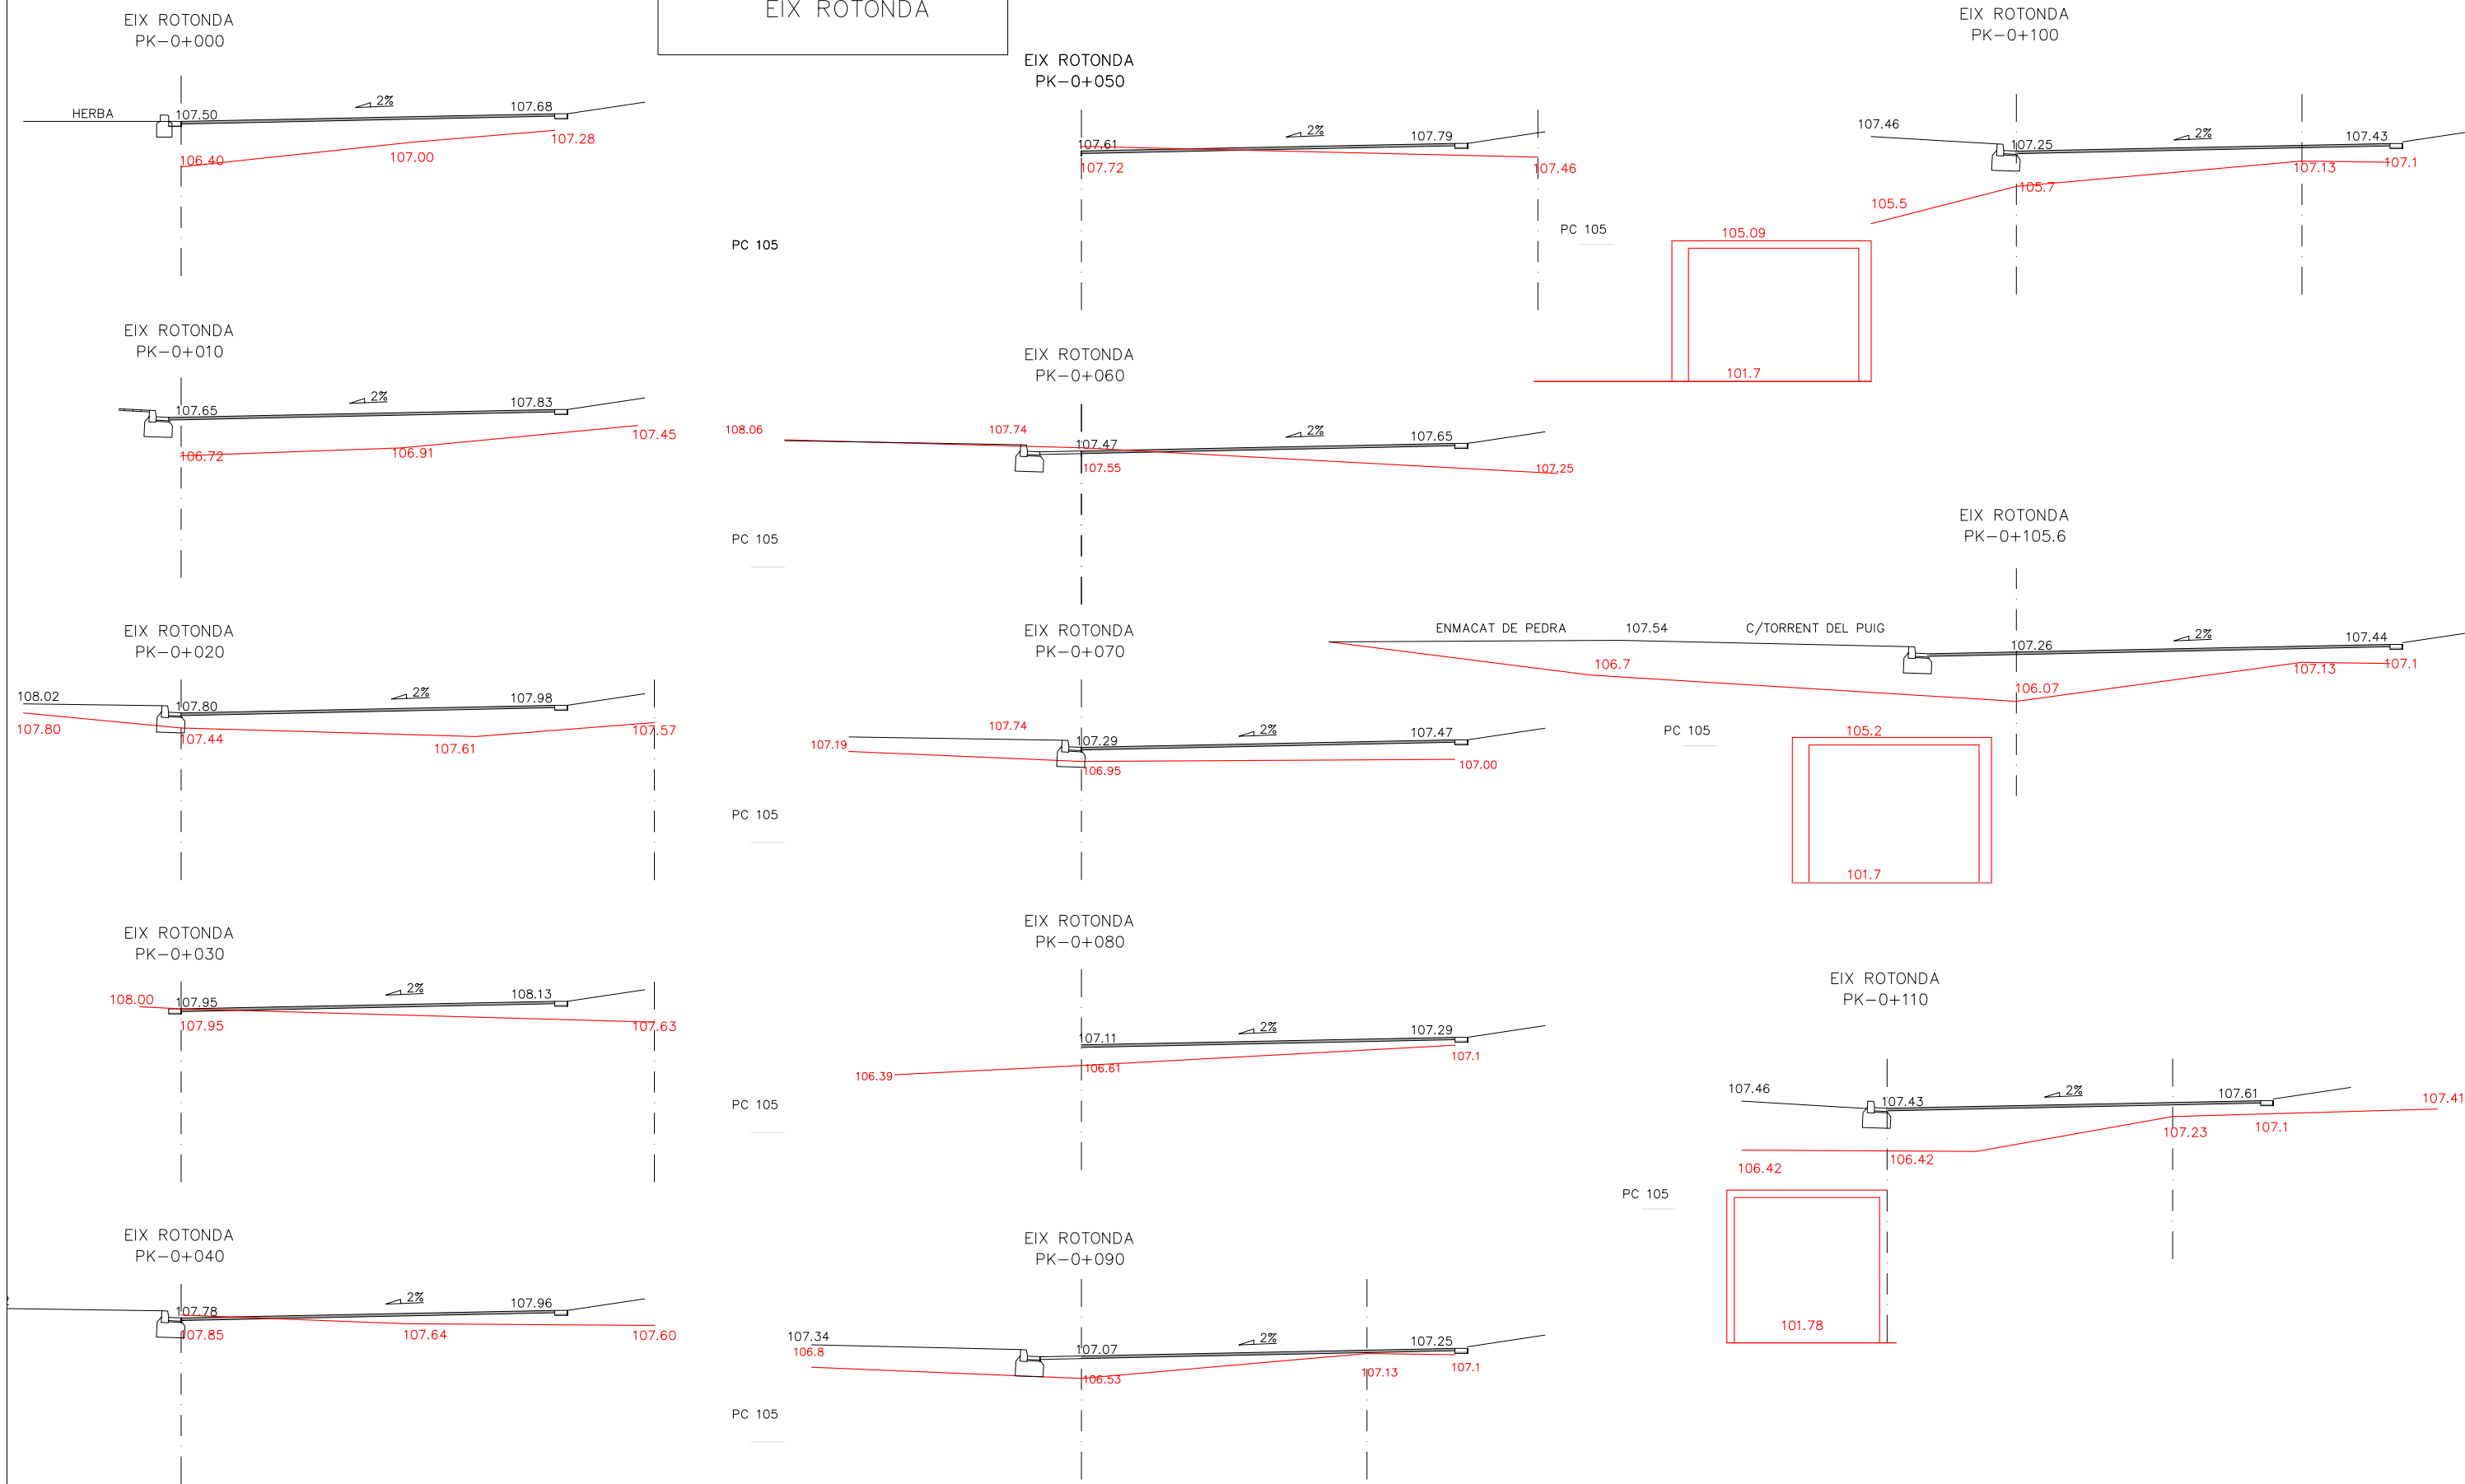 EIX ROTONDA
EIX ROTONDA
PK-0+000
HERBA
107.50
2%
107.68
106.40
107.00
107.28
EIX ROTONDA
PK-0+010
107.65
2%
107.83
106.72
106.91
107.45
EIX ROTONDA
PK-0+020
108.02
107.80
2%
107.98
107.80
107.44
107.61
107.57
EIX ROTONDA
PK-0+030
108.00
107.95
2%
108.13
107.95
107.63
EIX ROTONDA
PK-0+040
107.78
2%
107.96
107.85
107.64
107.60
EIX ROTONDA
PK-0+050
107.61
2%
107.79
107.72
107.46
PC 105
EIX ROTONDA
PK-0+060
108.06
107.74
107.47
2%
107.65
107.55
107.25
PC 105
EIX ROTONDA
PK-0+070
107.19
107.74
107.29
2%
107.47
106.95
107.00
PC 105
EIX ROTONDA
PK-0+080
107.11
2%
107.29
106.39
106.61
107.1
PC 105
EIX ROTONDA
PK-0+090
107.34
106.8
107.07
2%
107.25
106.53
107.13
107.1
PC 105
EIX ROTONDA
PK-0+100
107.46
107.25
2%
107.43
105.5
105.7
107.13
107.1
PC 105
105.09
101.7
EIX ROTONDA
PK-0+105.6
ENMACAT DE PEDRA
107.54
C/TORRENT DEL PUIG
107.26
2%
107.44
106.7
106.07
107.13
107.1
PC 105
105.2
101.7
EIX ROTONDA
PK-0+110
107.46
107.43
2%
107.61
107.41
106.42
106.42
107.23
107.1
PC 105
101.78